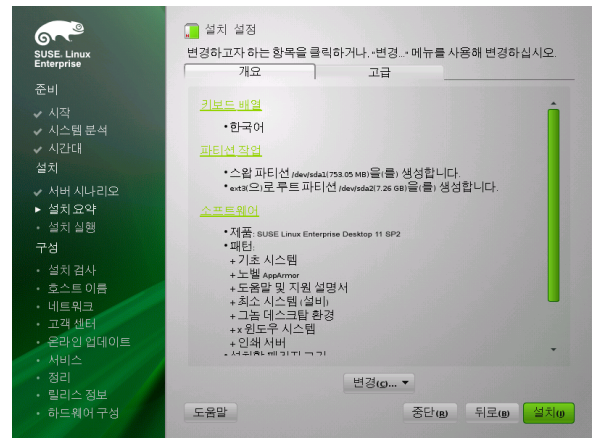 SUSE. Linux
Enterprise
준비
시작
시스템 분석
시간대
설치
서버 시나리오
설치 요약
설치 실행
구성
설치 검사
호스트 이름
네트워크
고객 센터
온라인 업데이트
서비스
정리
릴리스 정보
하드웨어 구성
설치 설정
변경하고자 하는 항목을 클릭하거나, "변경..." 메뉴를 사용해 변경하십시오.
개요
고급
키보드 배열
•한국어
파티션 작업
•스왑 파티션 /dev/sda1(753.05 MB)을(를) 생성합니다.
•ext3(으)로 루트 파티션 /dev/sda2(7.26 GB)을(를) 생성합니다.
소프트웨어
•제품: SUSE Linux Enterprise Desktop 11 SP2
•패턴:
+기초 시스템
+노벨 AppArmor
+도움말 및 지원 설명서
+최소 시스템 (설비)
+그놈 데스크탑 환경
+x 윈도우 시스템
+인쇄 서버
•설치할 패키지 크기
변경(C)...
도움말
중단(R)
뒤로(B)
설치(I)